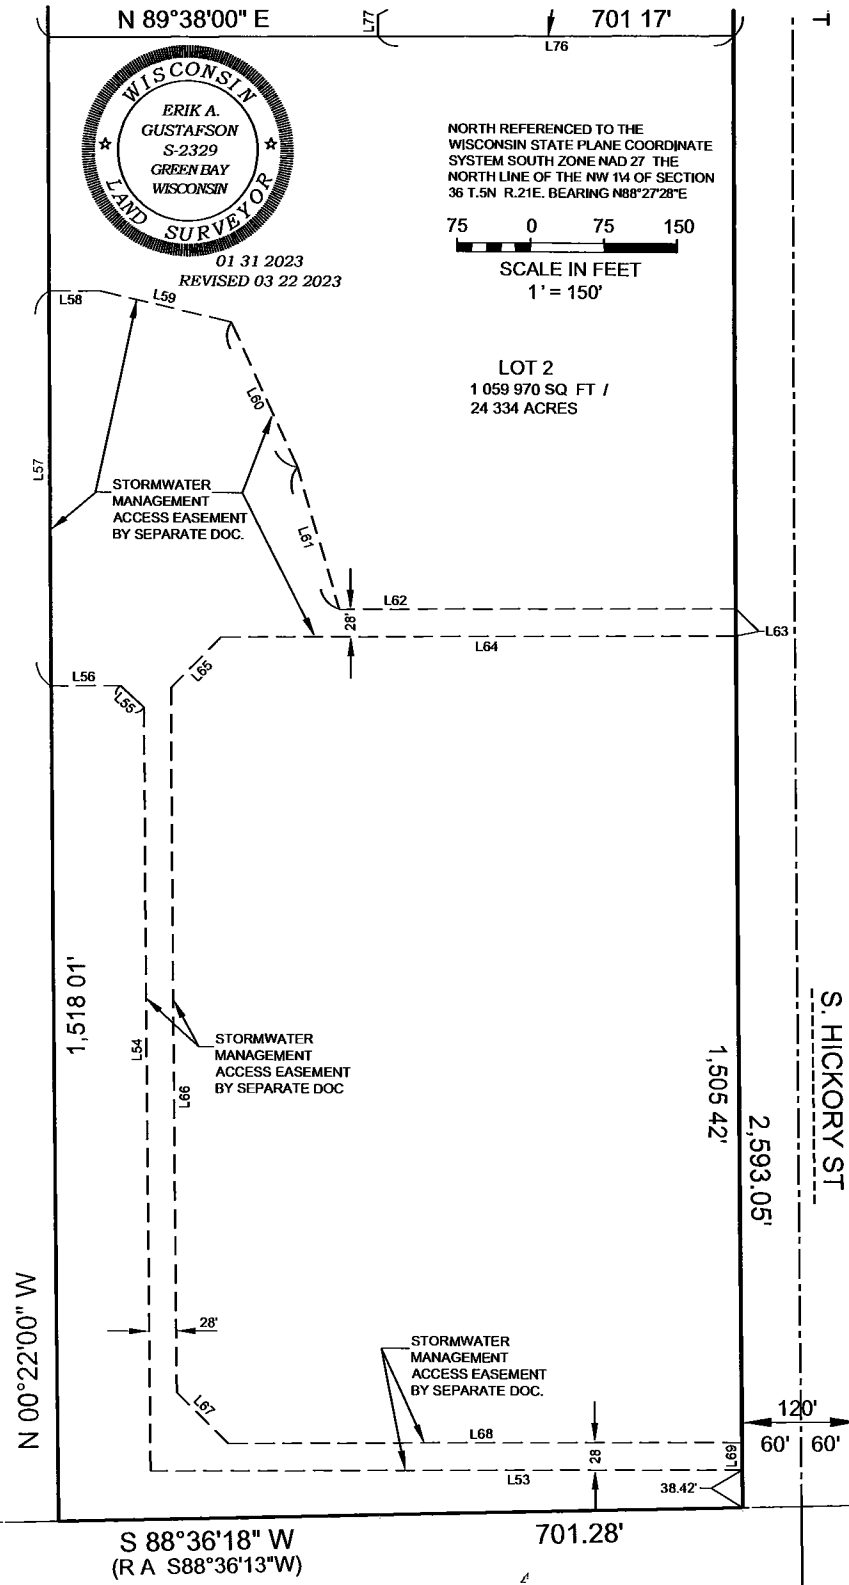 N 89°38'00" E
L77
701 17'
L76
T
WISCONSIN
ERIK A.
GUSTAFSON
S-2329
GREEN BAY
WISCONSIN
LAND SURVEYOR
01 31 2023
REVISED 03 22 2023
NORTH REFERENCED TO THE
WISCONSIN STATE PLANE COORDINATE
SYSTEM SOUTH ZONE NAD 27 THE
NORTH LINE OF THE NW 1/4 OF SECTION
36 T.5N R.21E. BEARING N88°27'28"E
75 0 75 150
SCALE IN FEET
1 ' = 150'
L58
L59
LOT 2
1 059 970 SQ FT /
24 334 ACRES
L60
L57
STORMWATER
MANAGEMENT
ACCESS EASEMENT
BY SEPARATE DOC.
L61
L62
28'
L63
L64
L65
L56
L55
1,518 01'
L54
L66
STORMWATER
MANAGEMENT
ACCESS EASEMENT
BY SEPARATE DOC
1,505 42'
2,593.05'
S. HICKORY ST
N 00°22'00" W
28'
STORMWATER
MANAGEMENT
ACCESS EASEMENT
BY SEPARATE DOC.
L67
L68
28
L69
120'
60' 60'
L53
38.42'
S 88°36'18" W
(R A S88°36'13"W)
701.28'